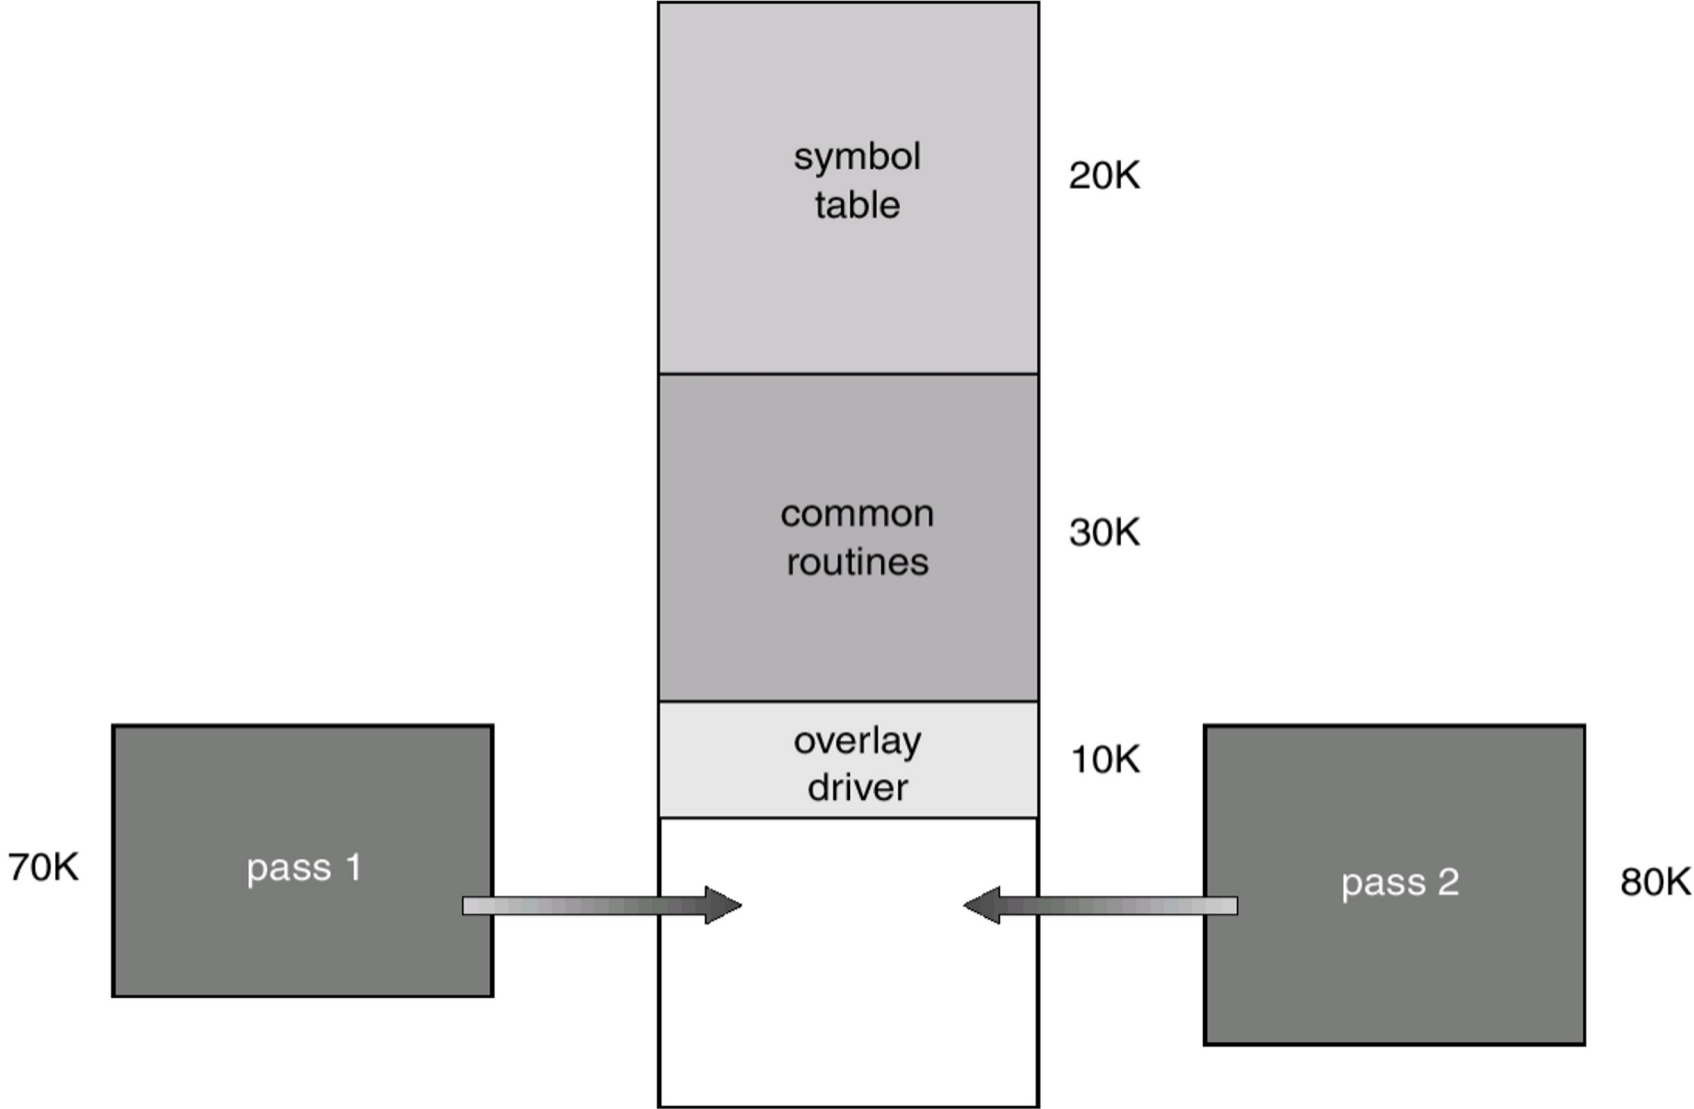 symbol
table
20K
common
routines
30K
overlay
driver
10K
70K
pass 1
pass 2
80K